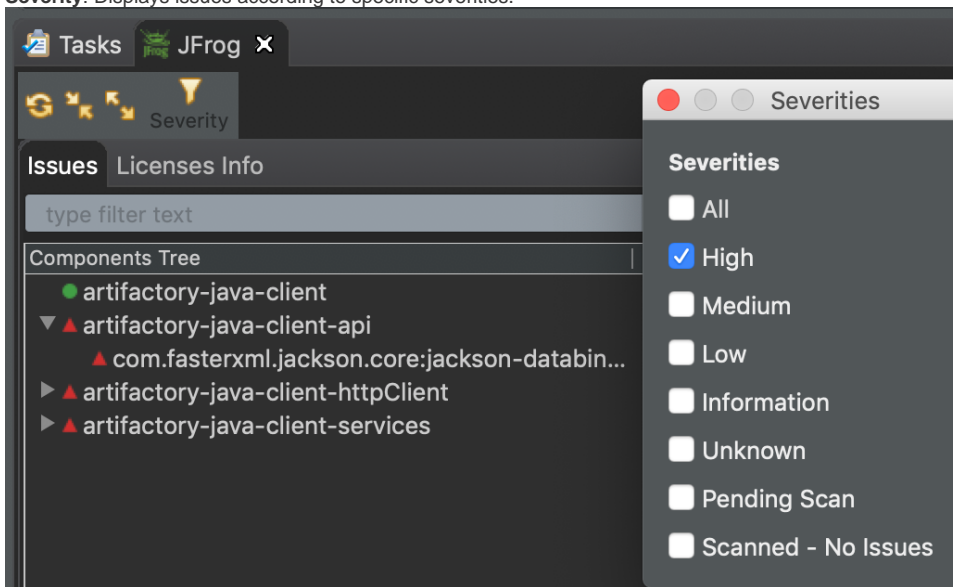 Severity: Displays issues according to specific severities.
Tasks JFrog
JFrog
Severity
Severities
Issues Licenses Info
Severities
type filter text
All
Components Tree
High
artifactory-java-client
Medium
artifactory-java-client-api
Low
com.fasterxml.jackson.core:jackson-databin...
Information
artifactory-java-client-httpClient
Unknown
artifactory-java-client-services
Pending Scan
Scanned - No Issues